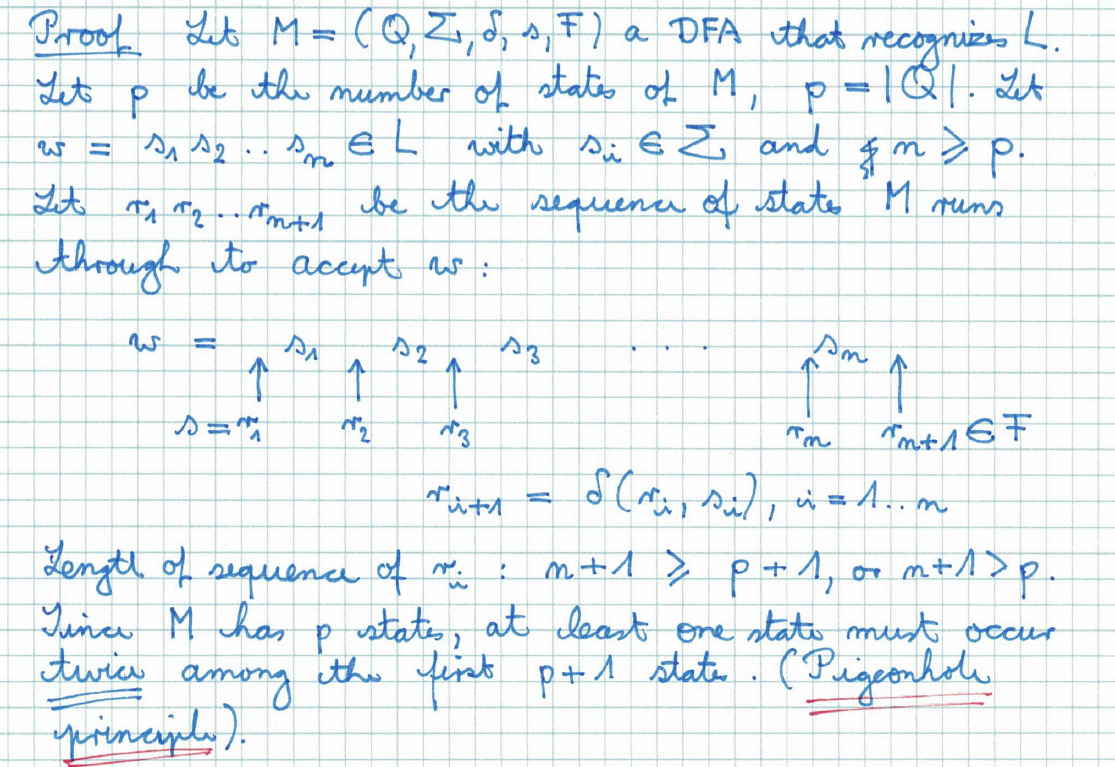 Proof Let M = (Q, Σ, δ, s, F) a DFA that recognizes L.
Let p be the number of states of M, p = |Q|. Let
w = s₁ s₂ .. sₙ ∈ L with sᵢ ∈ Σ and n ⩾ p.
Let r₁ r₂ .. rₙ₊₁ be the sequence of states M runs
through to accept w :
w = s₁ s₂ s₃ .... sₙ
↑ ↑ ↑ ↑ ↑
s = r₁ r₂ r₃ rₙ rₙ₊₁ ∈ F
rᵢ₊₁ = δ(rᵢ, sᵢ), i = 1..n
Length of sequence of rᵢ : n+1 ⩾ p+1, or n+1 > p.
Since M has p states, at least one state must occur
twice among the first p+1 states. (Pigeonhole
principle).